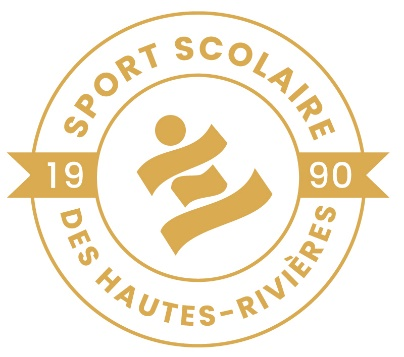 SPORT SCOLAIRE
19 90
DES HAUTES-RIVIÈRES